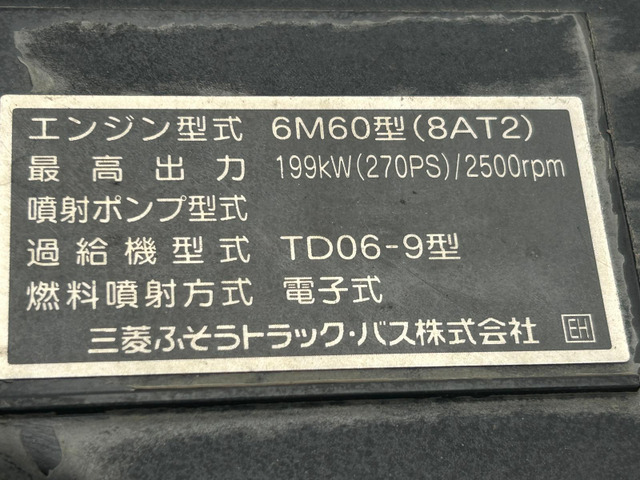 エンジン型式 6M60型(8AT2)
最高出力 199kW(270PS)/2500rpm
噴射ポンプ型式
過給機型式 TD06-9型
燃料噴射方式 電子式
三菱ふそうトラック・バス株式会社 EH